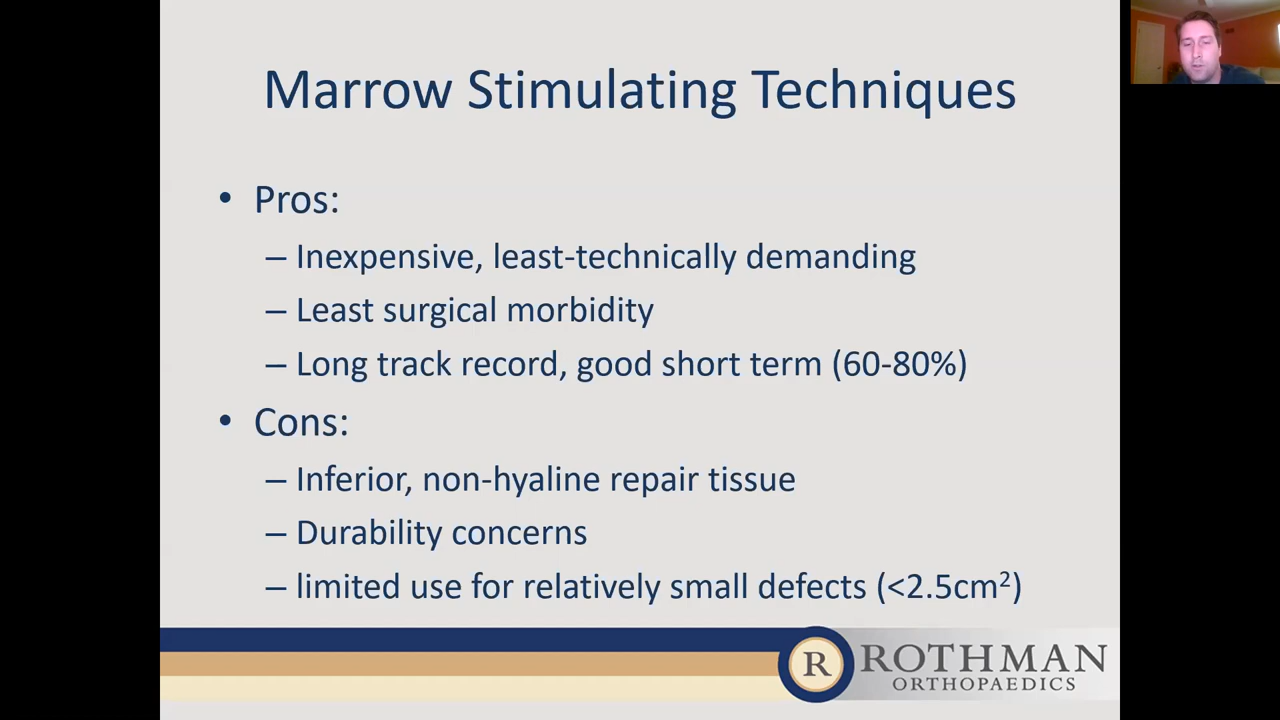 Marrow Stimulating Techniques
• Pros:
– Inexpensive, least-technically demanding
– Least surgical morbidity
– Long track record, good short term (60-80%)
• Cons:
– Inferior, non-hyaline repair tissue
– Durability concerns
– limited use for relatively small defects (<2.5cm²)
R ROTHMAN
ORTHOPAEDICS